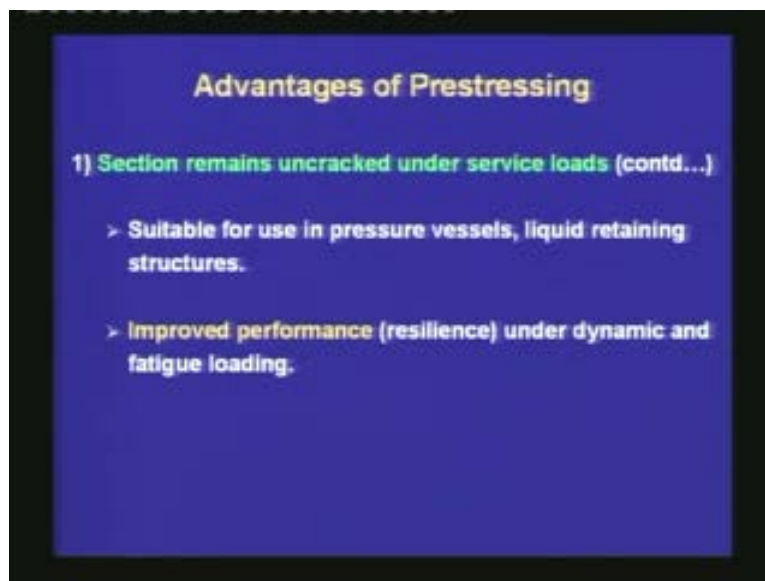 Advantages of Prestressing
1) Section remains uncracked under service loads (contd...)
➢ Suitable for use in pressure vessels, liquid retaining
structures.
➢ Improved performance (resilience) under dynamic and
fatigue loading.